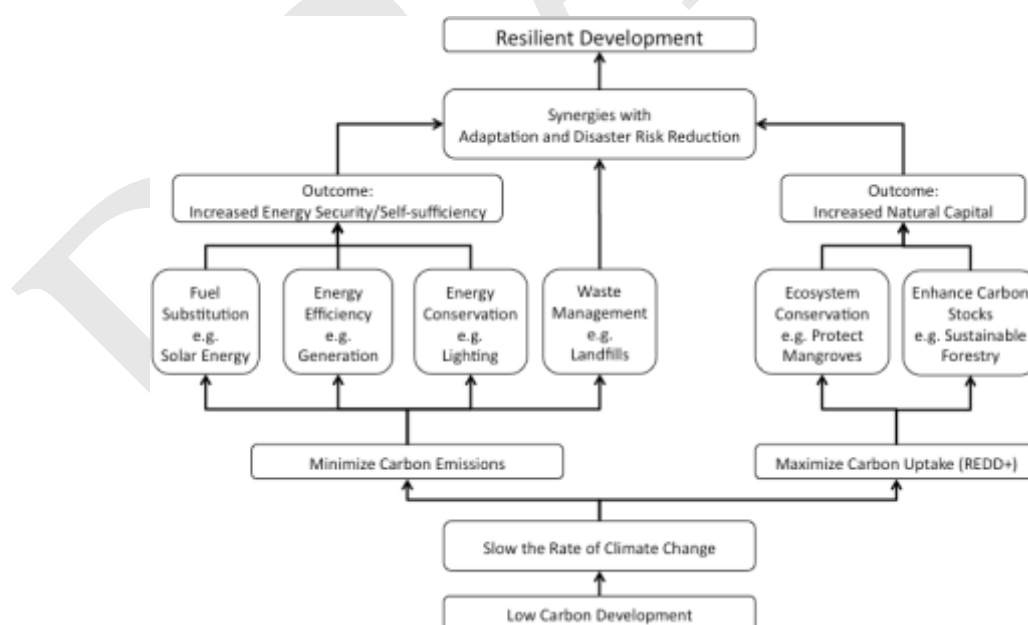 Resilient Development
Synergies with
Adaptation and Disaster Risk Reduction
Outcome:
Increased Energy Security/Self-sufficiency
Outcome:
Increased Natural Capital
Fuel
Substitution
e.g.
Solar Energy
Energy
Efficiency
e.g.
Generation
Energy
Conservation
e.g.
Lighting
Waste
Management
e.g.
Landfills
Ecosystem
Conservation
e.g. Protect
Mangroves
Enhance Carbon
Stocks
e.g. Sustainable
Forestry
Minimize Carbon Emissions
Maximize Carbon Uptake (REDD+)
Slow the Rate of Climate Change
Low Carbon Development